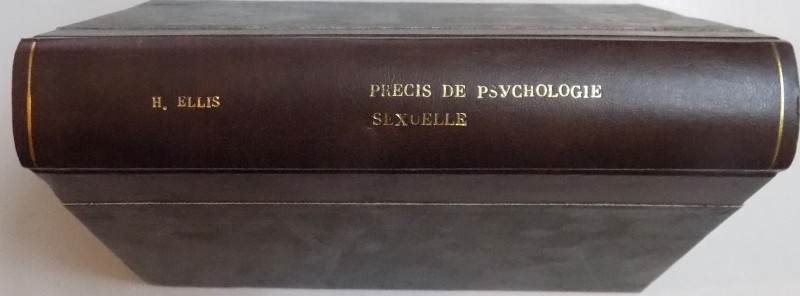 H. ELLIS
PRECIS DE PSYCHOLOGIE
SEXUELLE